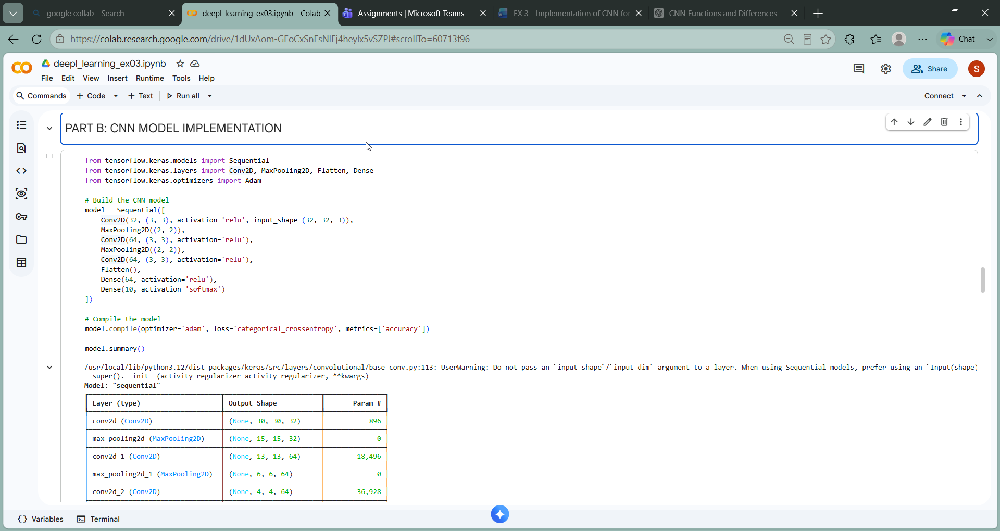 google collab - Search
deepl_learning_ex03.ipynb - Colab
Assignments | Microsoft Teams
EX 3 - Implementation of CNN for
CNN Functions and Differences
https://colab.research.google.com/drive/1dUxAom-GEoCxSnEsNlEj4heylx5vSZPJ#scrollTo=60713f96
Chat
deepl_learning_ex03.ipynb
File Edit View Insert Runtime Tools Help
Share
S
Commands + Code + Text Run all
Connect
PART B: CNN MODEL IMPLEMENTATION
[ ]
from tensorflow.keras.models import Sequential
from tensorflow.keras.layers import Conv2D, MaxPooling2D, Flatten, Dense
from tensorflow.keras.optimizers import Adam
# Build the CNN model
model = Sequential([
Conv2D(32, (3, 3), activation='relu', input_shape=(32, 32, 3)),
MaxPooling2D((2, 2)),
Conv2D(64, (3, 3), activation='relu'),
MaxPooling2D((2, 2)),
Conv2D(64, (3, 3), activation='relu'),
Flatten(),
Dense(64, activation='relu'),
Dense(10, activation='softmax')
])
# Compile the model
model.compile(optimizer='adam', loss='categorical_crossentropy', metrics=['accuracy'])
model.summary()
/usr/local/lib/python3.12/dist-packages/keras/src/layers/convolutional/base_conv.py:113: UserWarning: Do not pass an `input_shape`/`input_dim` argument to a layer. When using Sequential models, prefer using an `Input(shape)
super().__init__(activity_regularizer=activity_regularizer, **kwargs)
Model: "sequential"
Layer (type) Output Shape Param #
conv2d (Conv2D) (None, 30, 30, 32) 896
max_pooling2d (MaxPooling2D) (None, 15, 15, 32) 0
conv2d_1 (Conv2D) (None, 13, 13, 64) 18,496
max_pooling2d_1 (MaxPooling2D) (None, 6, 6, 64) 0
conv2d_2 (Conv2D) (None, 4, 4, 64) 36,928
Variables Terminal